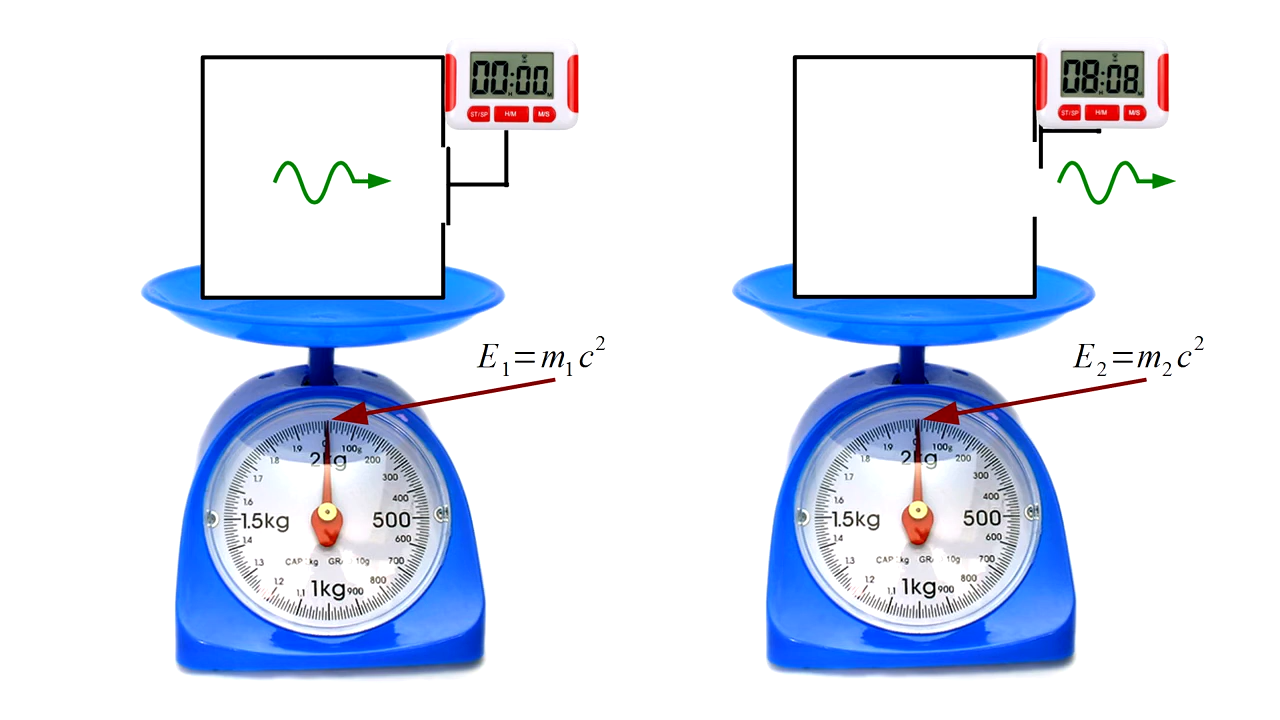 00:00
ST/SP H/M M/S
08:08
ST/SP H/M M/S
E₁=m₁c²
E₂=m₂c²
0
1.9 100g
2kg
1.8 200
1.7 300
1.6 400
1.5kg 500
1.4 600
1.3 700
1.2 800
1.1 1kg 900
0
1.9 100g
2kg
1.8 200
1.7 300
1.6 400
1.5kg 500
1.4 600
1.3 700
1.2 800
1.1 1kg 900